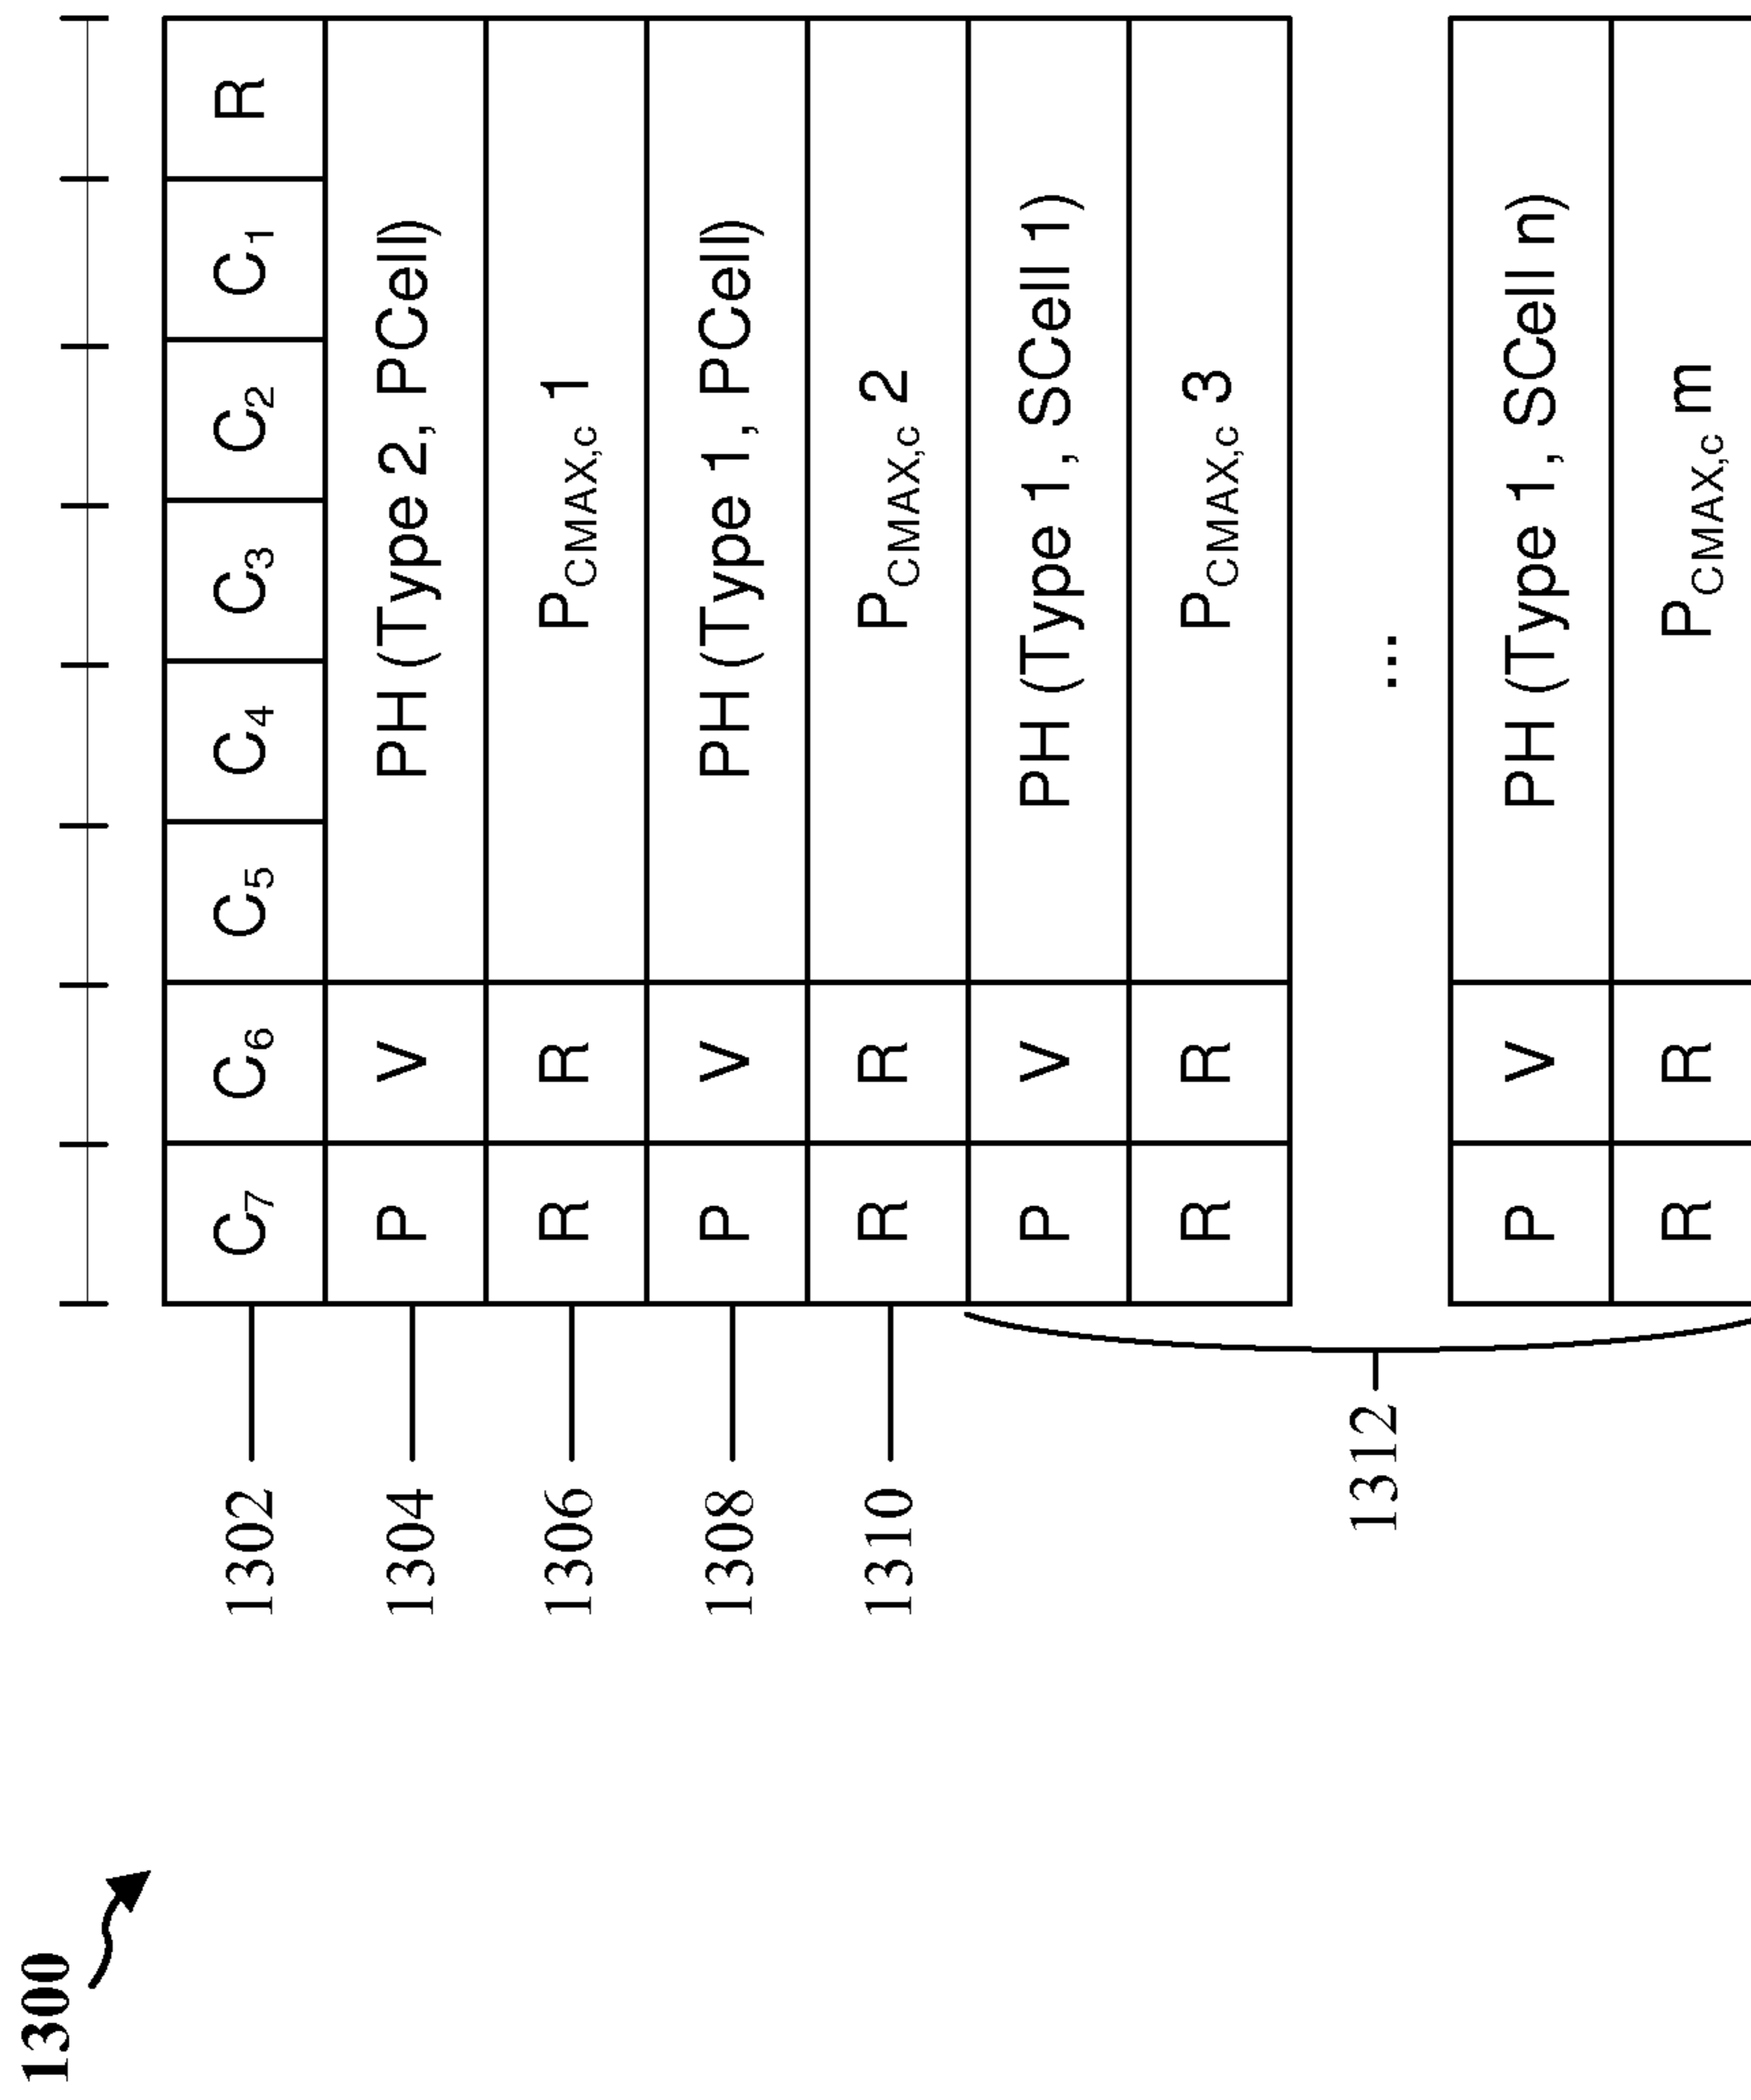 1300
1302 C7 C6 C5 C4 C3 C2 C1 R
1304 P V PH (Type 2, PCell)
1306 R R PCMAX,c 1
1308 P V PH (Type 1, PCell)
1310 R R PCMAX,c 2
P V PH (Type 1, SCell 1)
R R PCMAX,c 3
1312 ...
P V PH (Type 1, SCell n)
R R PCMAX,c m